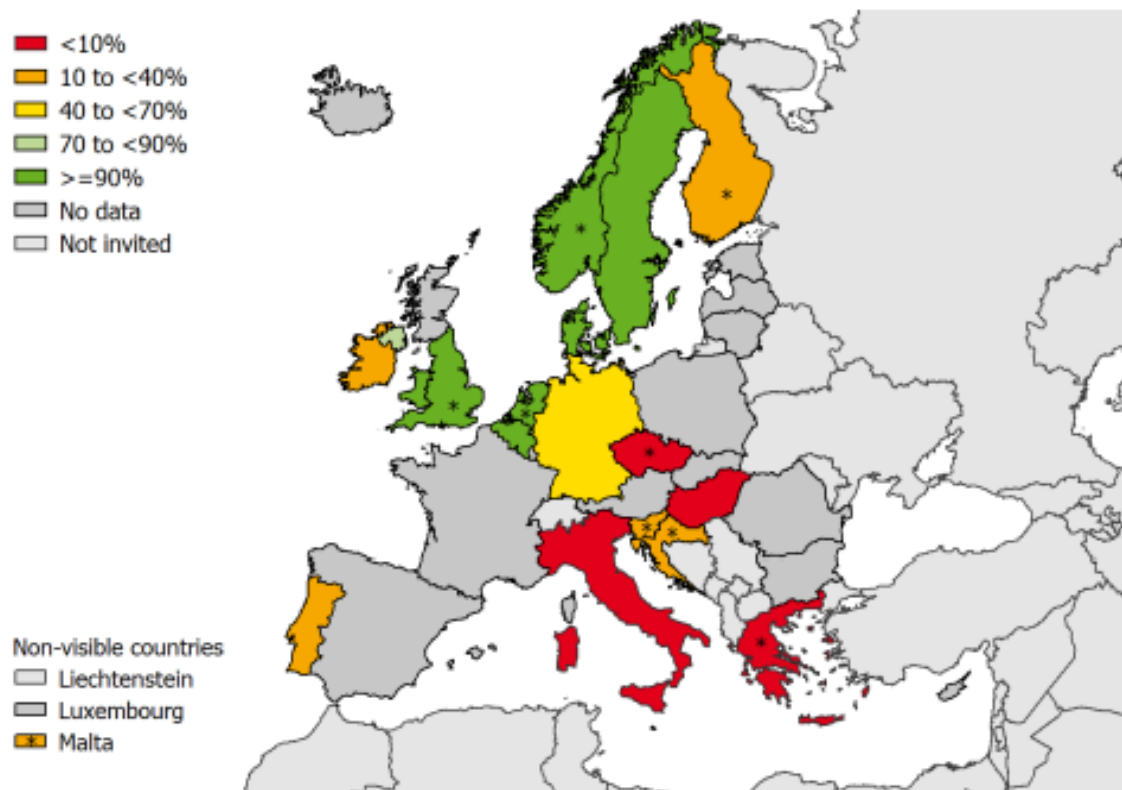 <10%
10 to <40%
40 to <70%
70 to <90%
>=90%
No data
Not invited
Non-visible countries
Liechtenstein
Luxembourg
Malta